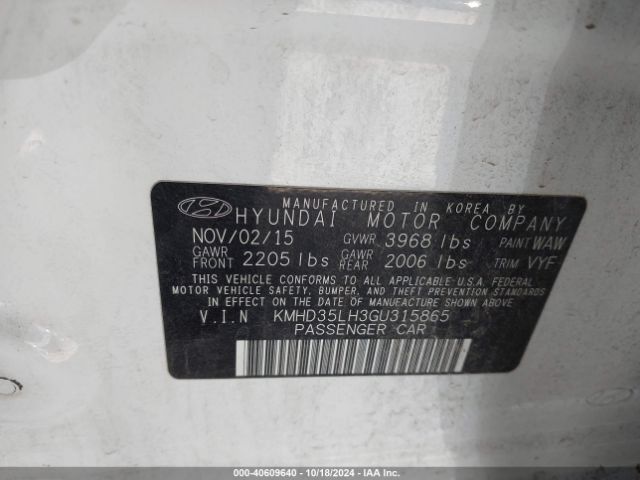 MANUFACTURED IN KOREA BY
HYUNDAI MOTOR COMPANY
NOV/02/15 GVWR 3968 lbs PAINT WAW
GAWR FRONT 2205 lbs GAWR REAR 2006 lbs TRIM VYF
THIS VEHICLE CONFORMS TO ALL APPLICABLE U.S.A. FEDERAL
MOTOR VEHICLE SAFETY, BUMPER, AND THEFT PREVENTION STANDARDS
IN EFFECT ON THE DATE OF MANUFACTURE SHOWN ABOVE.
V.I.N KMHD35LH3GU315865
PASSENGER CAR
000-40609640 - 10/18/2024 - IAA Inc.